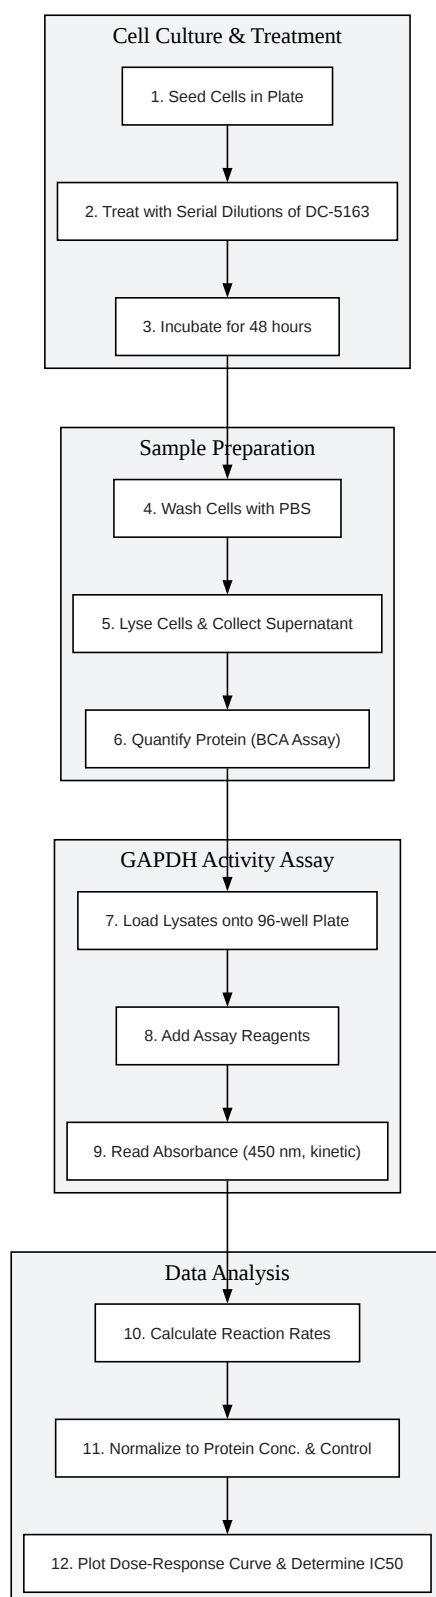 Cell Culture & Treatment
1. Seed Cells in Plate
2. Treat with Serial Dilutions of DC-5163
3. Incubate for 48 hours
Sample Preparation
4. Wash Cells with PBS
5. Lyse Cells & Collect Supernatant
6. Quantify Protein (BCA Assay)
GAPDH Activity Assay
7. Load Lysates onto 96-well Plate
8. Add Assay Reagents
9. Read Absorbance (450 nm, kinetic)
Data Analysis
10. Calculate Reaction Rates
11. Normalize to Protein Conc. & Control
12. Plot Dose-Response Curve & Determine IC50